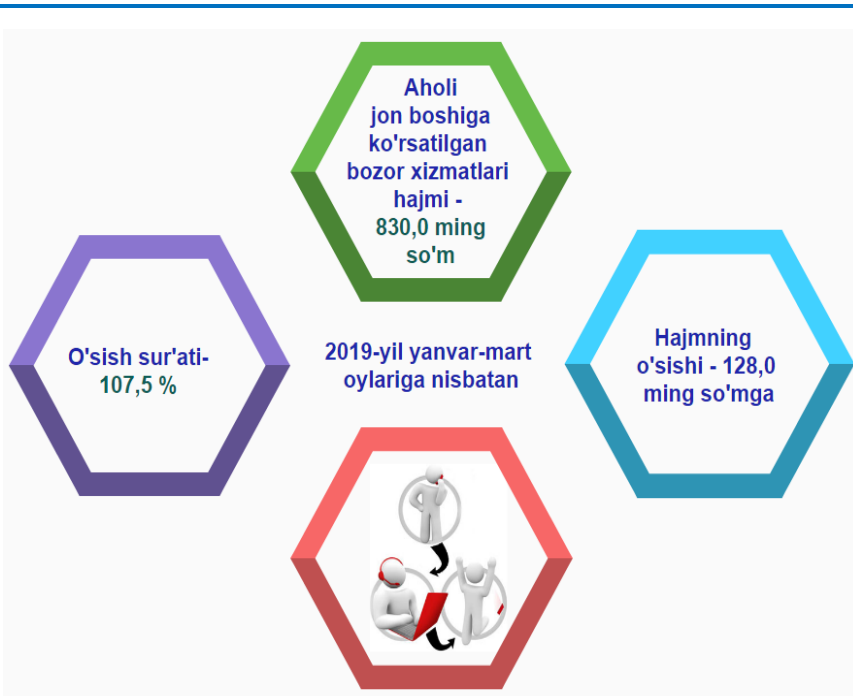 Aholi
jon boshiga
ko'rsatilgan
bozor xizmatlari
hajmi -
830,0 ming
so'm
O'sish sur'ati-
107,5 %
2019-yil yanvar-mart
oylariga nisbatan
Hajmning
o'sishi - 128,0
ming so'mga